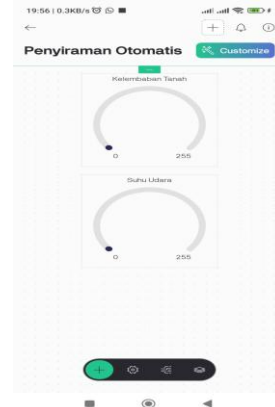 19:56 | 0.3KB/s
Penyiraman Otomatis
Customize
Kelembaban Tanah
0 255
Suhu Udara
0 255